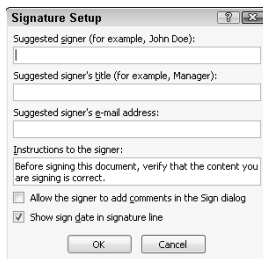 Signature Setup
Suggested signer (for example, John Doe):
Suggested signer's title (for example, Manager):
Suggested signer's e-mail address:
Instructions to the signer:
Before signing this document, verify that the content you
are signing is correct.
Allow the signer to add comments in the Sign dialog
Show sign date in signature line
OK Cancel